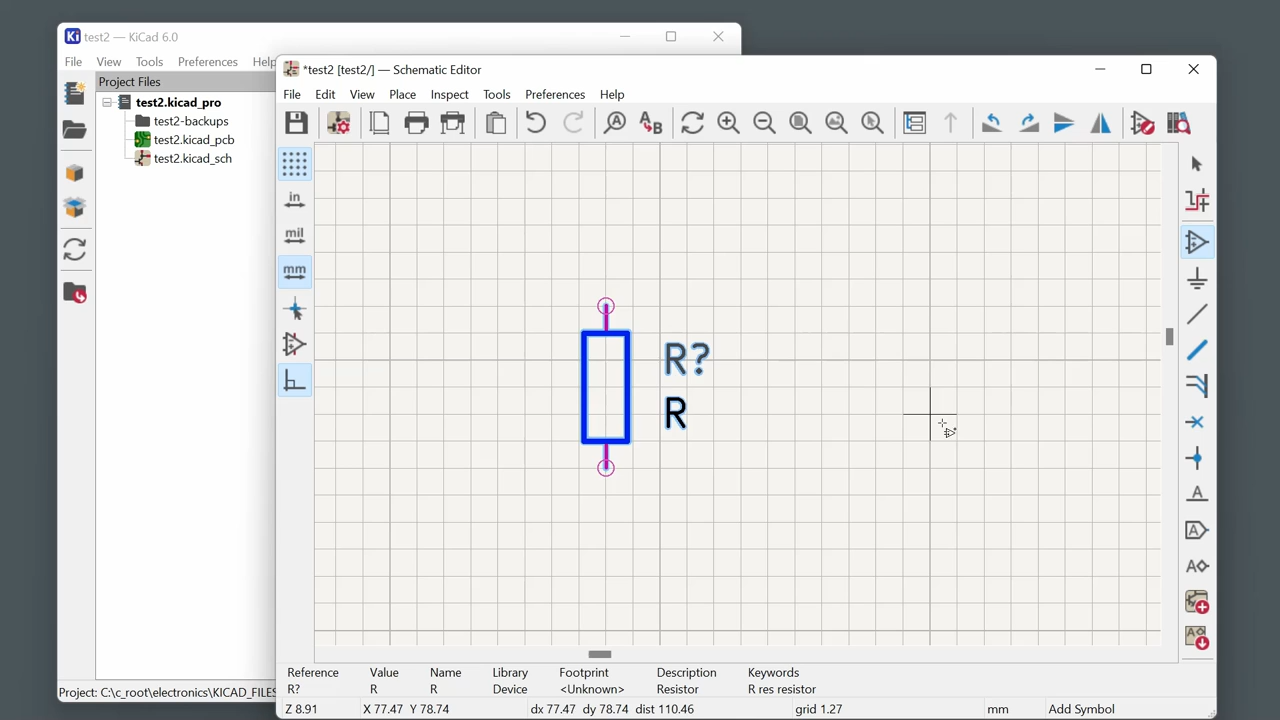 test2 — KiCad 6.0
File View Tools Preferences Help
Project Files
test2.kicad_pro
test2-backups
test2.kicad_pcb
test2.kicad_sch
Project: C:\c_root\electronics\KICAD_FILES
*test2 [test2/] — Schematic Editor
File Edit View Place Inspect Tools Preferences Help
in
mil
mm
R?
R
Reference Value Name Library Footprint Description Keywords
R? R R Device <Unknown> Resistor R res resistor
Z 8.91 X 77.47 Y 78.74 dx 77.47 dy 78.74 dist 110.46 grid 1.27 mm Add Symbol